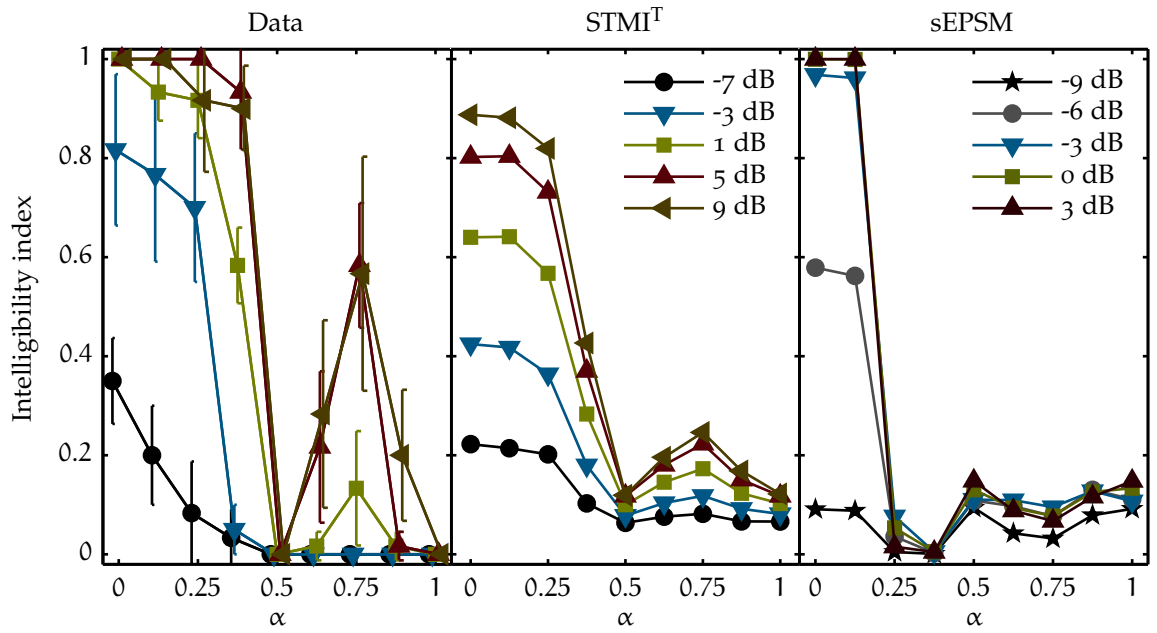 Data
STMI^T
sEPSM
Intelligibility index
1
0.8
0.6
0.4
0.2
0
-7 dB
-3 dB
1 dB
5 dB
9 dB
-9 dB
-6 dB
-3 dB
0 dB
3 dB
0 0.25 0.5 0.75 1
0 0.25 0.5 0.75 1
0 0.25 0.5 0.75 1
α
α
α